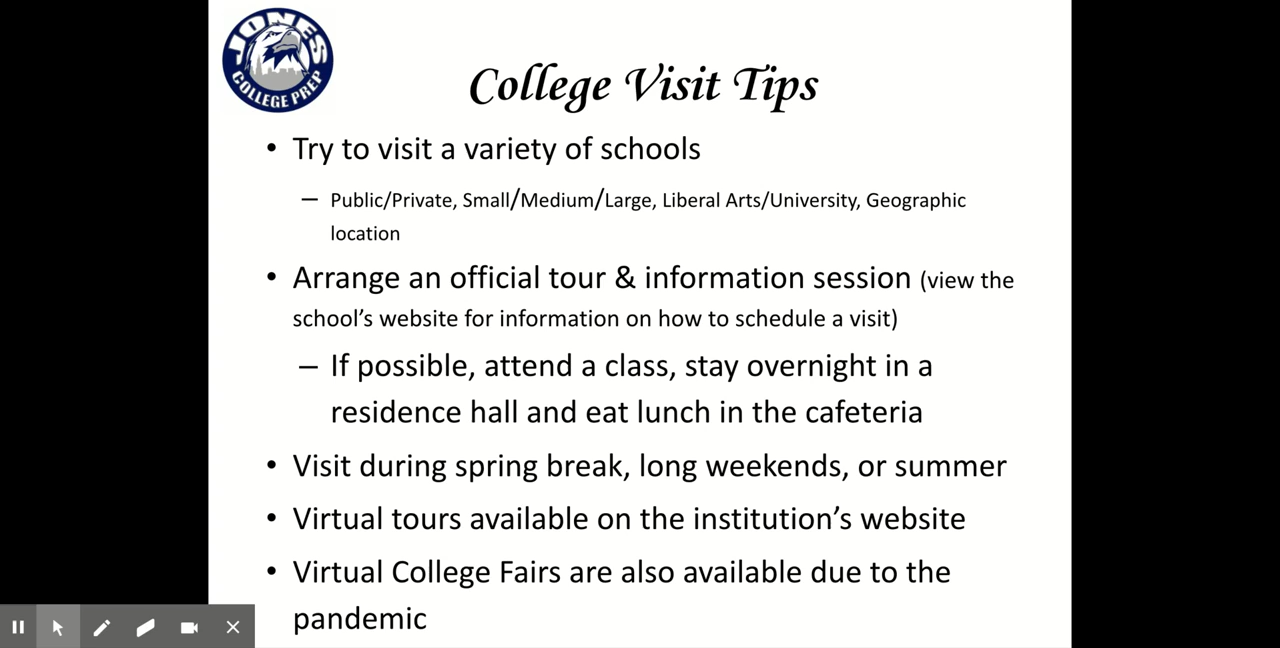 JONES
COLLEGE PREP
College Visit Tips
• Try to visit a variety of schools
– Public/Private, Small/Medium/Large, Liberal Arts/University, Geographic
location
• Arrange an official tour & information session (view the
school’s website for information on how to schedule a visit)
– If possible, attend a class, stay overnight in a
residence hall and eat lunch in the cafeteria
• Visit during spring break, long weekends, or summer
• Virtual tours available on the institution’s website
• Virtual College Fairs are also available due to the
pandemic